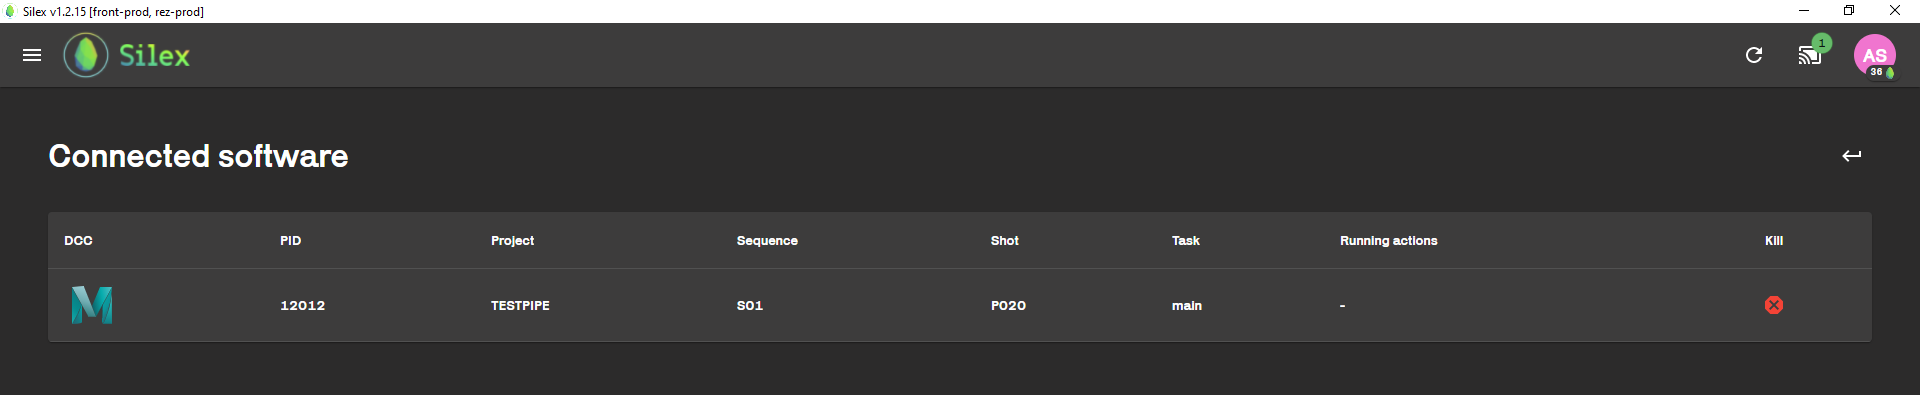 Silex v1.2.15 [front-prod, rez-prod]
Silex
1
AS
36
Connected software
DCC PID Project Sequence Shot Task Running actions Kill
12012 TESTPIPE S01 P020 main -